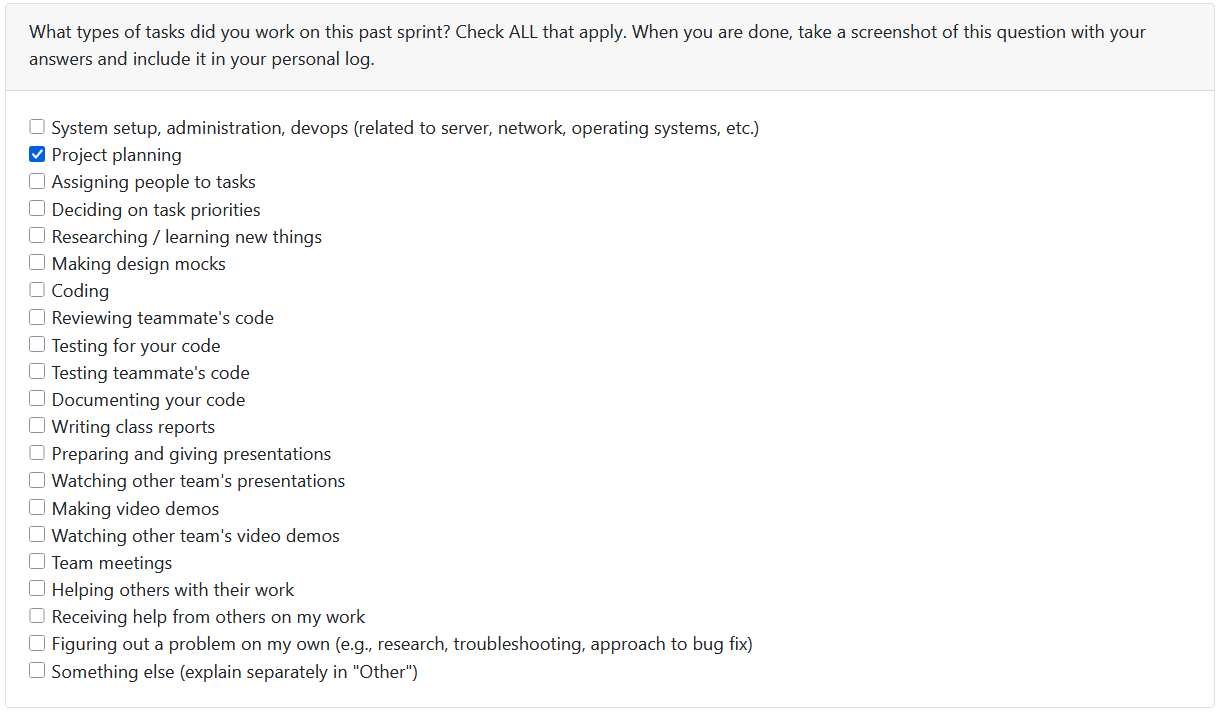 What types of tasks did you work on this past sprint? Check ALL that apply. When you are done, take a screenshot of this question with your
answers and include it in your personal log.
System setup, administration, devops (related to server, network, operating systems, etc.)
Project planning
Assigning people to tasks
Deciding on task priorities
Researching / learning new things
Making design mocks
Coding
Reviewing teammate's code
Testing for your code
Testing teammate's code
Documenting your code
Writing class reports
Preparing and giving presentations
Watching other team's presentations
Making video demos
Watching other team's video demos
Team meetings
Helping others with their work
Receiving help from others on my work
Figuring out a problem on my own (e.g., research, troubleshooting, approach to bug fix)
Something else (explain separately in "Other")